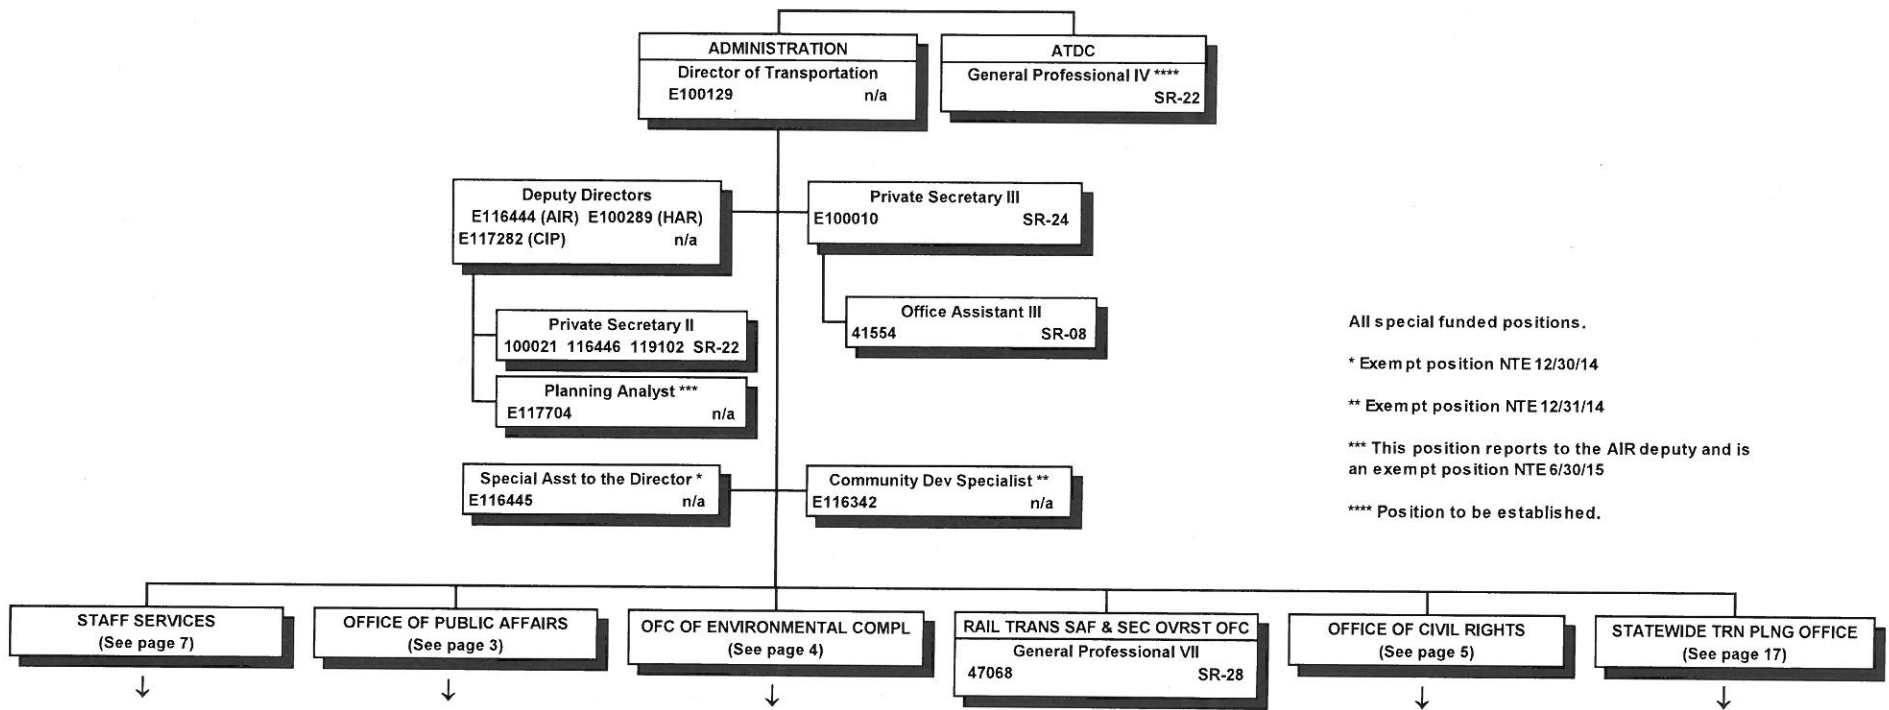 ADMINISTRATION
Director of Transportation
E100129 n/a
ATDC
General Professional IV ****
SR-22
Deputy Directors
E116444 (AIR) E100289 (HAR)
E117282 (CIP) n/a
Private Secretary III
E100010 SR-24
Private Secretary II
100021 116446 119102 SR-22
Planning Analyst ***
E117704 n/a
Office Assistant III
41554 SR-08
All special funded positions.
* Exempt position NTE 12/30/14
** Exempt position NTE 12/31/14
*** This position reports to the AIR deputy and is
an exempt position NTE 6/30/15
**** Position to be established.
Special Asst to the Director *
E116445 n/a
Community Dev Specialist **
E116342 n/a
STAFF SERVICES
(See page 7)
OFFICE OF PUBLIC AFFAIRS
(See page 3)
OFC OF ENVIRONMENTAL COMPL
(See page 4)
RAIL TRANS SAF & SEC OVRST OFC
General Professional VII
47068 SR-28
OFFICE OF CIVIL RIGHTS
(See page 5)
STATEWIDE TRN PLNG OFFICE
(See page 17)